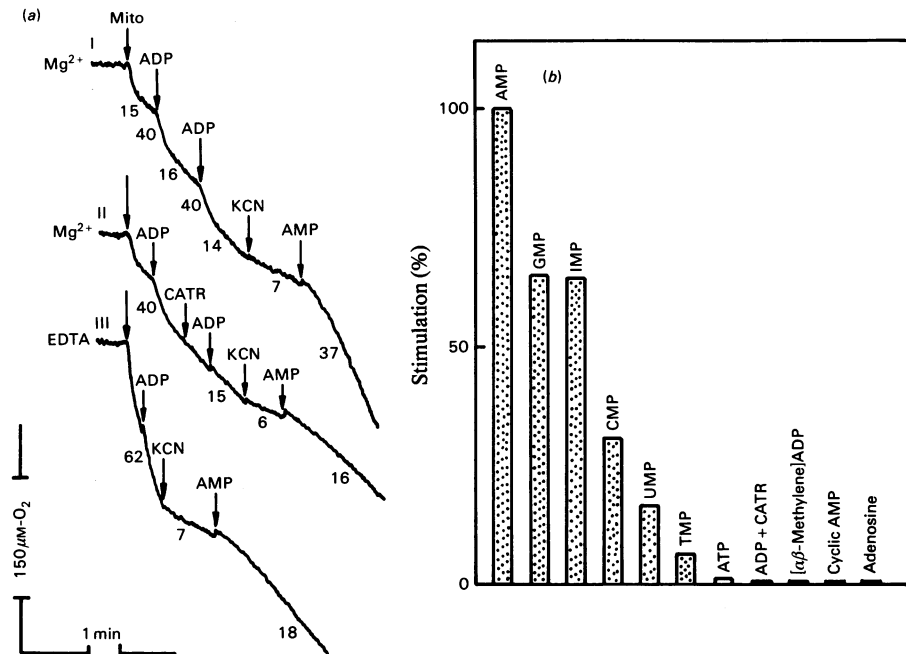 (a)
Mito
I
Mg2+
ADP
15
40
ADP
16
40
KCN
14
AMP
7
37
II
Mg2+
ADP
40
CATR
ADP
15
KCN
6
AMP
16
III
EDTA
ADP
62
KCN
7
AMP
18
150 μM-O2
1 min
(b)
Stimulation (%)
100
50
0
AMP
GMP
IMP
CMP
UMP
TMP
ATP
ADP + CATR
[αβ-Methylene]ADP
Cyclic AMP
Adenosine